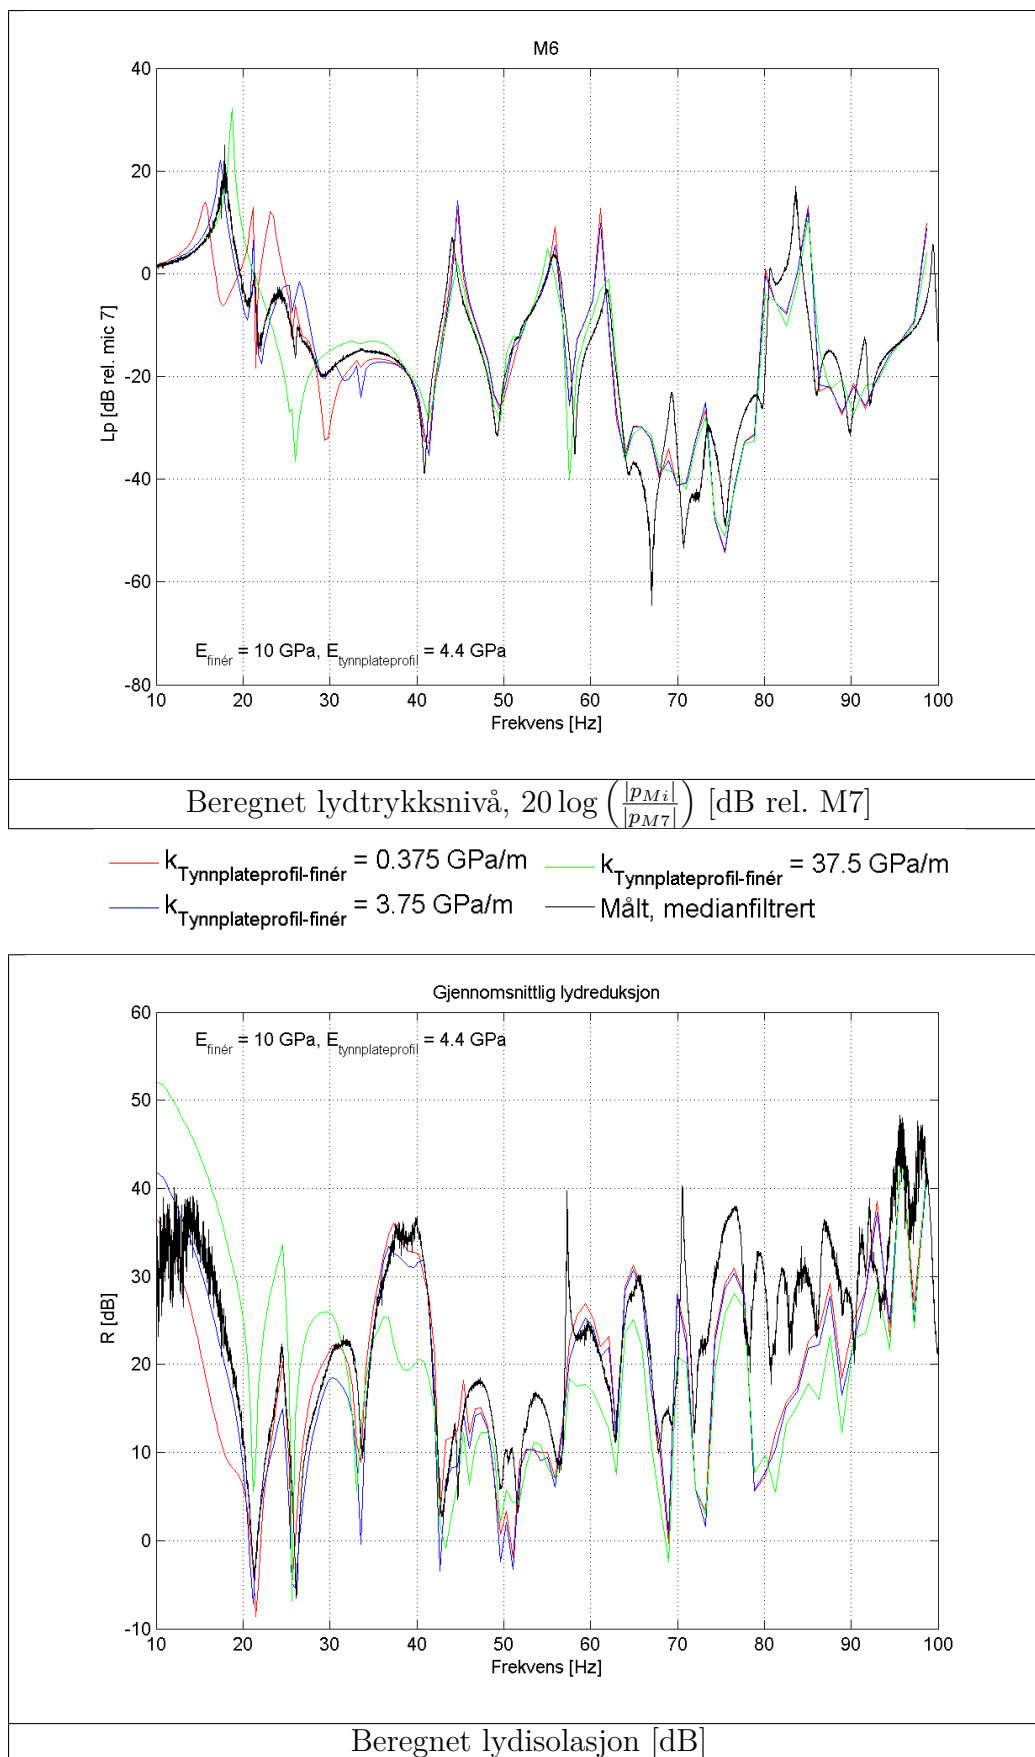 M6
40
20
0
-20
-40
-60
-80
Lp [dB rel. mic 7]
E_finér = 10 GPa, E_tynnplateprofil = 4.4 GPa
10 20 30 40 50 60 70 80 90 100
Frekvens [Hz]
Beregnet lydtrykksnivå, 20 log (|p_Mi| / |p_M7|) [dB rel. M7]
k_Tynnplateprofil-finér = 0.375 GPa/m
k_Tynnplateprofil-finér = 37.5 GPa/m
k_Tynnplateprofil-finér = 3.75 GPa/m
Målt, medianfiltrert
Gjennomsnittlig lydreduksjon
60
50
40
30
20
10
0
-10
R [dB]
E_finér = 10 GPa, E_tynnplateprofil = 4.4 GPa
10 20 30 40 50 60 70 80 90 100
Frekvens [Hz]
Beregnet lydisolasjon [dB]